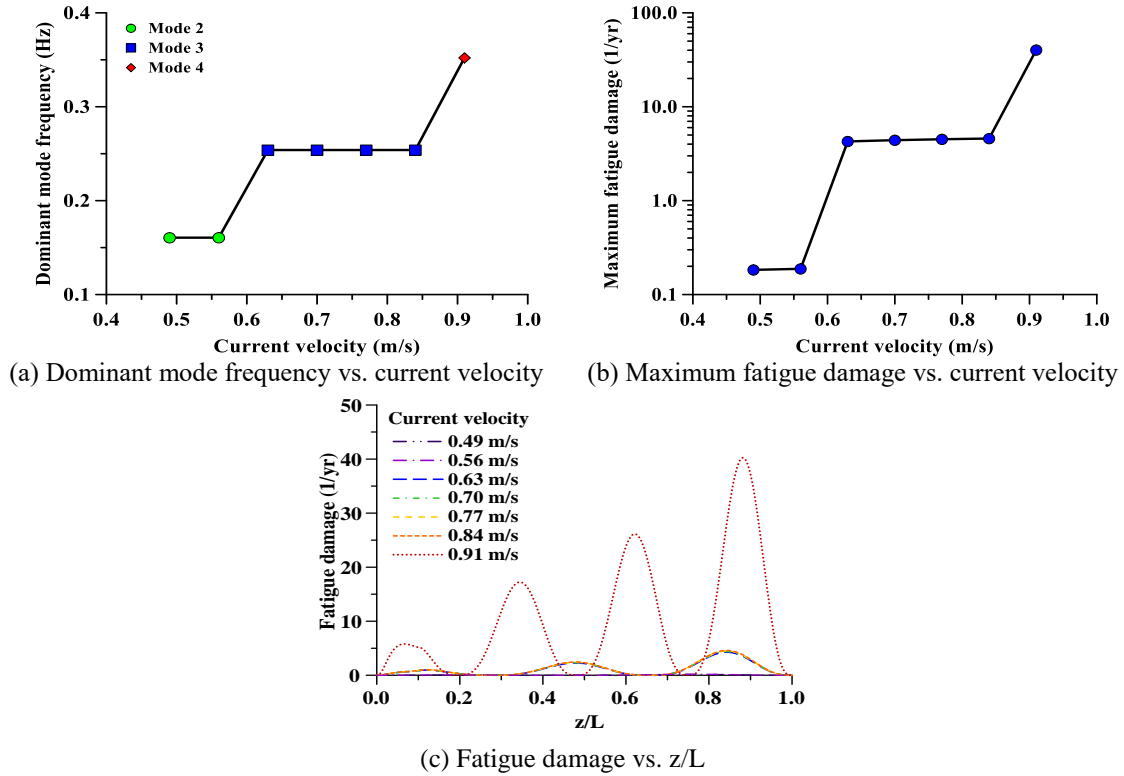 Dominant mode frequency (Hz)
0.4
0.3
0.2
0.1
Mode 2
Mode 3
Mode 4
0.4 0.5 0.6 0.7 0.8 0.9 1.0
Current velocity (m/s)
(a) Dominant mode frequency vs. current velocity
Maximum fatigue damage (1/yr)
100.0
10.0
1.0
0.1
0.4 0.5 0.6 0.7 0.8 0.9 1.0
Current velocity (m/s)
(b) Maximum fatigue damage vs. current velocity
Fatigue damage (1/yr)
50
40
30
20
10
0
Current velocity
0.49 m/s
0.56 m/s
0.63 m/s
0.70 m/s
0.77 m/s
0.84 m/s
0.91 m/s
0.0 0.2 0.4 0.6 0.8 1.0
z/L
(c) Fatigue damage vs. z/L